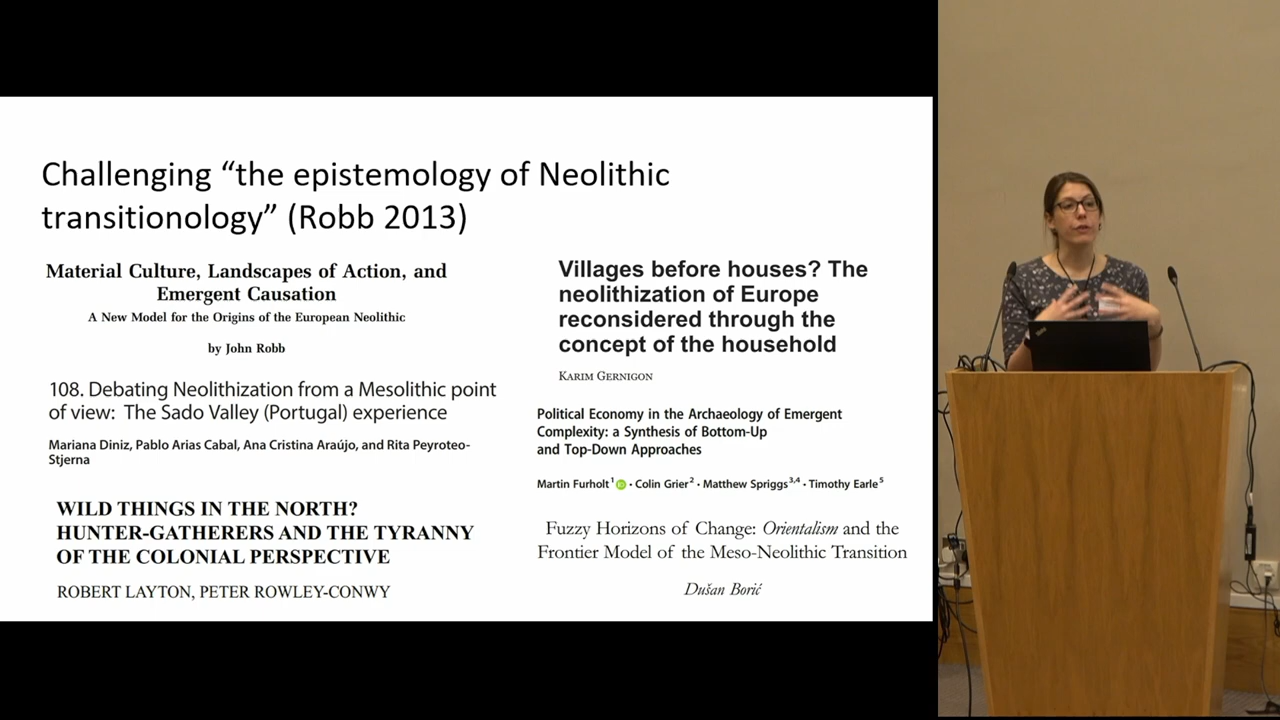 Challenging “the epistemology of Neolithic
transitionology” (Robb 2013)
Material Culture, Landscapes of Action, and
Emergent Causation
A New Model for the Origins of the European Neolithic
by John Robb
108. Debating Neolithization from a Mesolithic point
of view: The Sado Valley (Portugal) experience
Mariana Diniz, Pablo Arias Cabal, Ana Cristina Araújo, and Rita Peyroteo-
Stjerna
WILD THINGS IN THE NORTH?
HUNTER-GATHERERS AND THE TYRANNY
OF THE COLONIAL PERSPECTIVE
ROBERT LAYTON, PETER ROWLEY-CONWY
Villages before houses? The
neolithization of Europe
reconsidered through the
concept of the household
KARIM GERNIGON
Political Economy in the Archaeology of Emergent
Complexity: a Synthesis of Bottom-Up
and Top-Down Approaches
Martin Furholt1 · Colin Grier2 · Matthew Spriggs3,4 · Timothy Earle5
Fuzzy Horizons of Change: Orientalism and the
Frontier Model of the Meso-Neolithic Transition
Dušan Borić